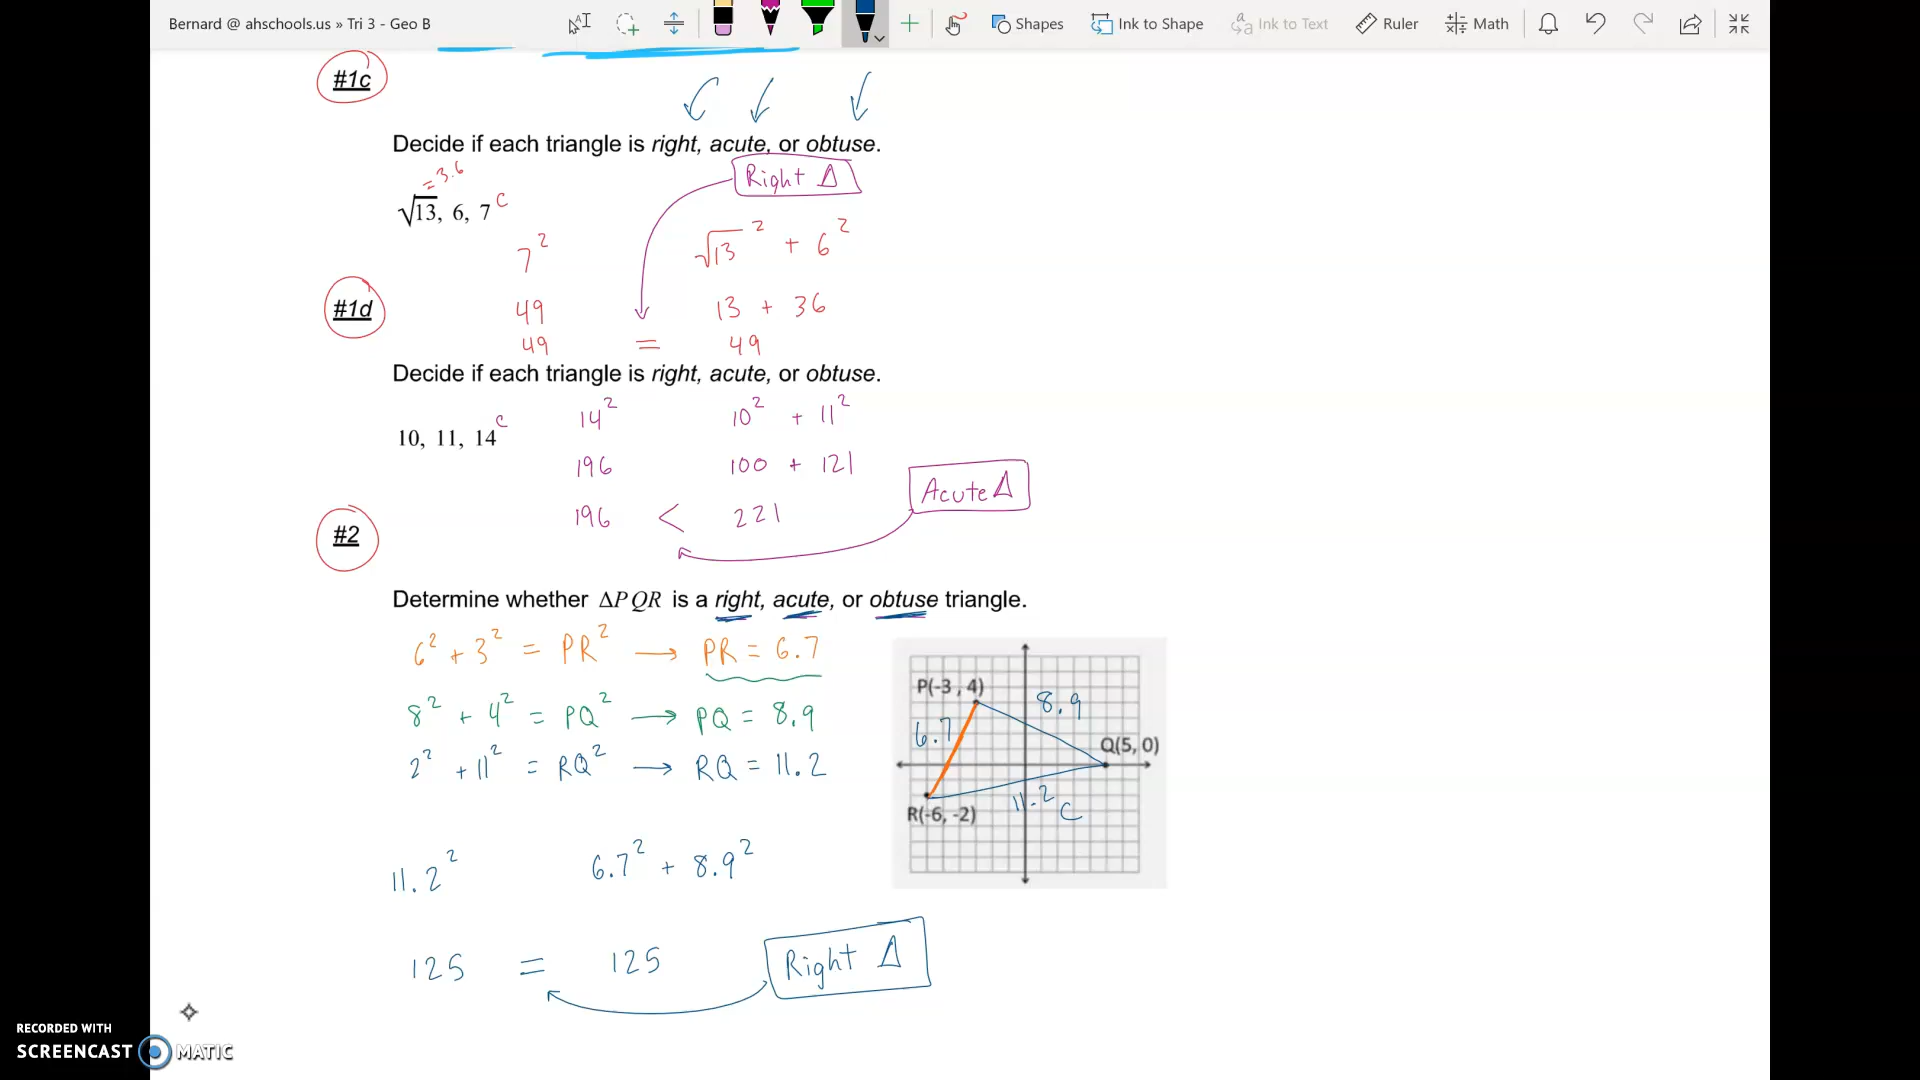 Bernard @ ahschools.us » Tri 3 - Geo B
Shapes
Ink to Shape
Ink to Text
Ruler
Math
#1c
Decide if each triangle is right, acute, or obtuse.
= 3.6
Right Δ
√13, 6, 7 C
7² √13² + 6²
#1d
49 13 + 36
49 = 49
Decide if each triangle is right, acute, or obtuse.
14² 10² + 11²
10, 11, 14 C
196 100 + 121
Acute Δ
196 < 221
#2
Determine whether ΔPQR is a right, acute, or obtuse triangle.
6² + 3² = PR² → PR = 6.7
8² + 4² = PQ² → PQ = 8.9
2² + 11² = RQ² → RQ = 11.2
P(-3, 4)
8.9
6.7
Q(5, 0)
11.2 C
R(-6, -2)
11.2² 6.7² + 8.9²
125 = 125
Right Δ
RECORDED WITH
SCREENCAST MATIC